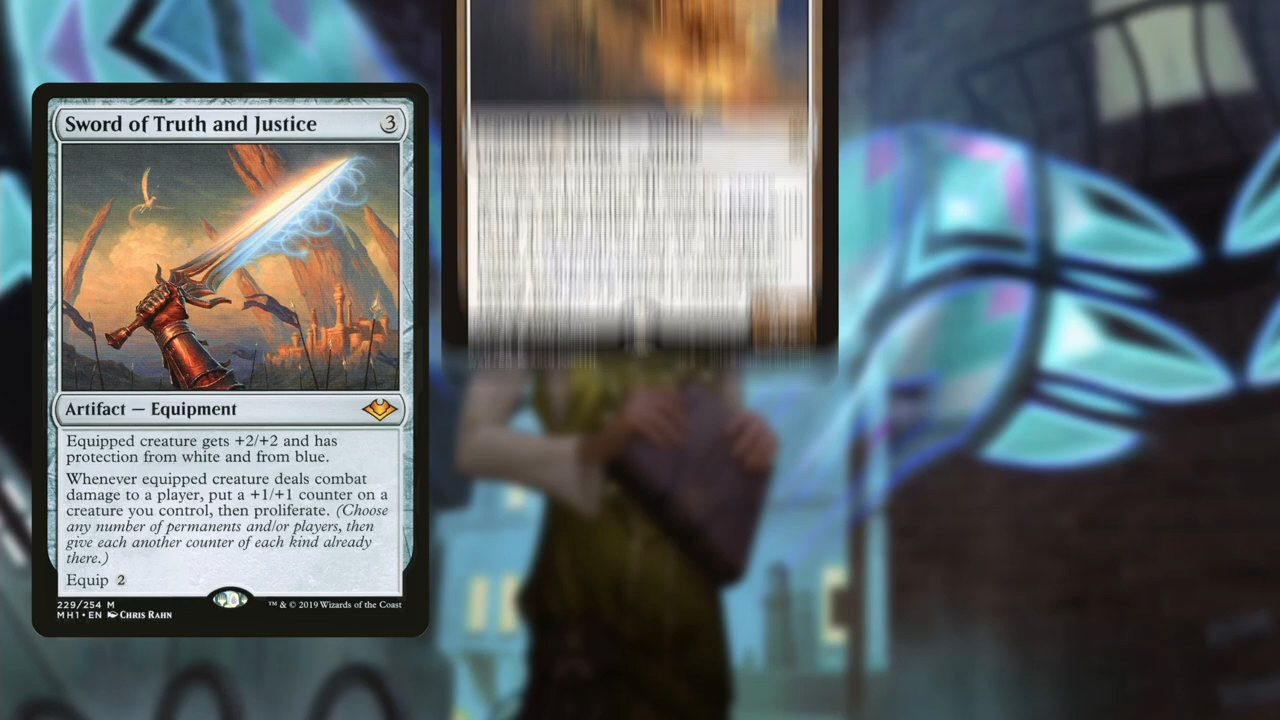 Sword of Truth and Justice 3
Artifact — Equipment
Equipped creature gets +2/+2 and has
protection from white and from blue.
Whenever equipped creature deals combat
damage to a player, put a +1/+1 counter on a
creature you control, then proliferate. (Choose
any number of permanents and/or players, then
give each another counter of each kind already
there.)
Equip 2
229/254 M
MH1 • EN Chris Rahn
™ & © 2019 Wizards of the Coast